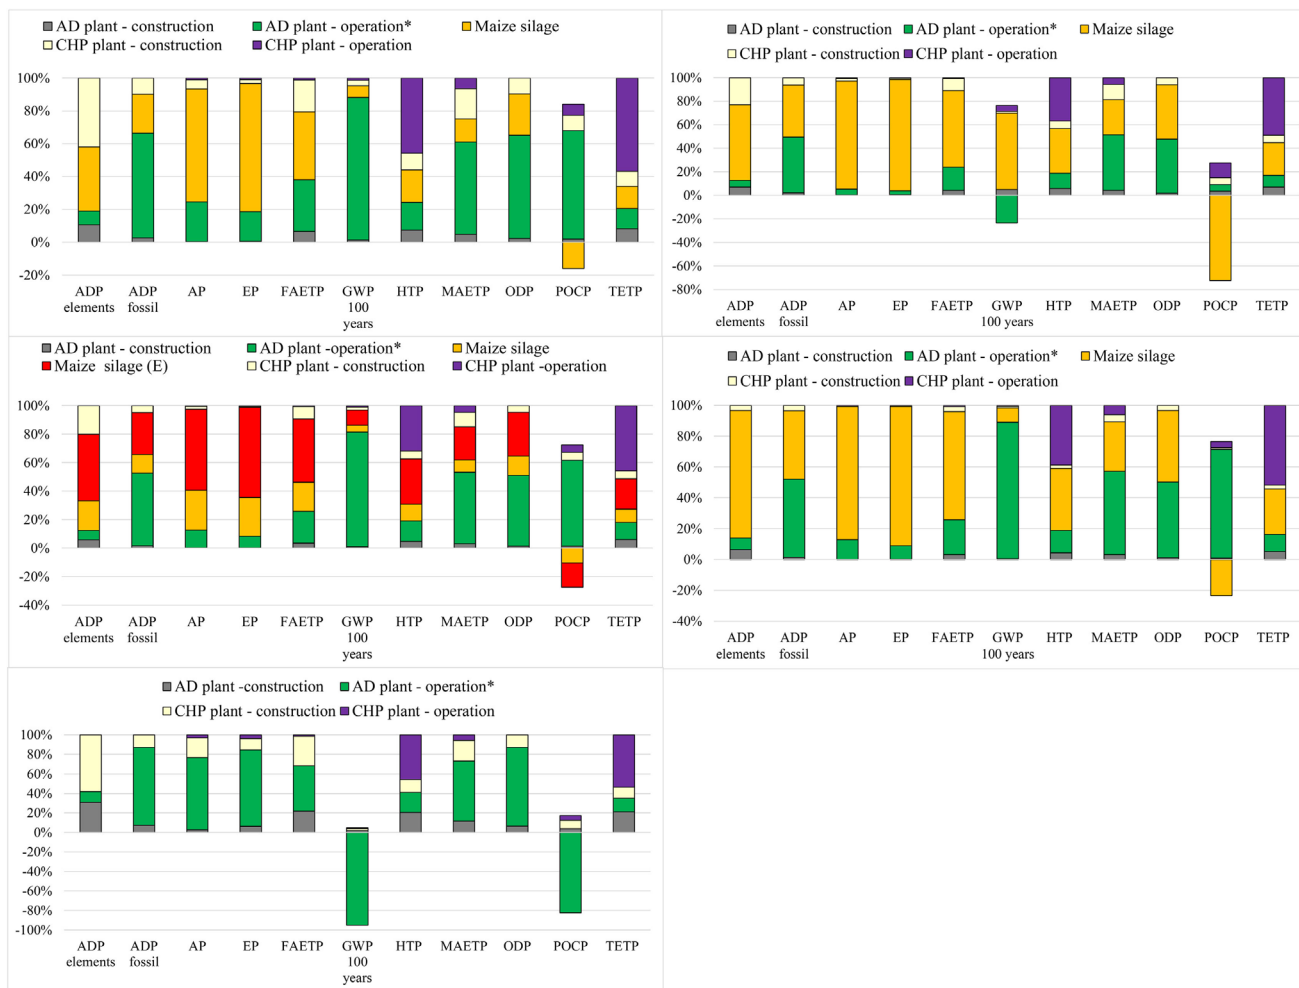 AD plant - construction AD plant - operation* Maize silage
CHP plant - construction CHP plant - operation
100%
80%
60%
40%
20%
0%
-20%
ADP elements ADP fossil AP EP FAETP GWP 100 years HTP MAETP ODP POCP TETP
AD plant - construction AD plant - operation* Maize silage
CHP plant - construction CHP plant - operation
100%
80%
60%
40%
20%
0%
-20%
-40%
-60%
-80%
ADP elements ADP fossil AP EP FAETP GWP 100 years HTP MAETP ODP POCP TETP
AD plant - construction AD plant -operation* Maize silage
Maize silage (E) CHP plant - construction CHP plant -operation
100%
80%
60%
40%
20%
0%
-20%
-40%
ADP elements ADP fossil AP EP FAETP GWP 100 years HTP MAETP ODP POCP TETP
AD plant - construction AD plant - operation* Maize silage
CHP plant - construction CHP plant - operation
100%
80%
60%
40%
20%
0%
-20%
-40%
ADP elements ADP fossil AP EP FAETP GWP 100 years HTP MAETP ODP POCP TETP
AD plant -construction AD plant - operation*
CHP plant - construction CHP plant - operation
100%
80%
60%
40%
20%
0%
-20%
-40%
-60%
-80%
-100%
ADP elements ADP fossil AP EP FAETP GWP 100 years HTP MAETP ODP POCP TETP